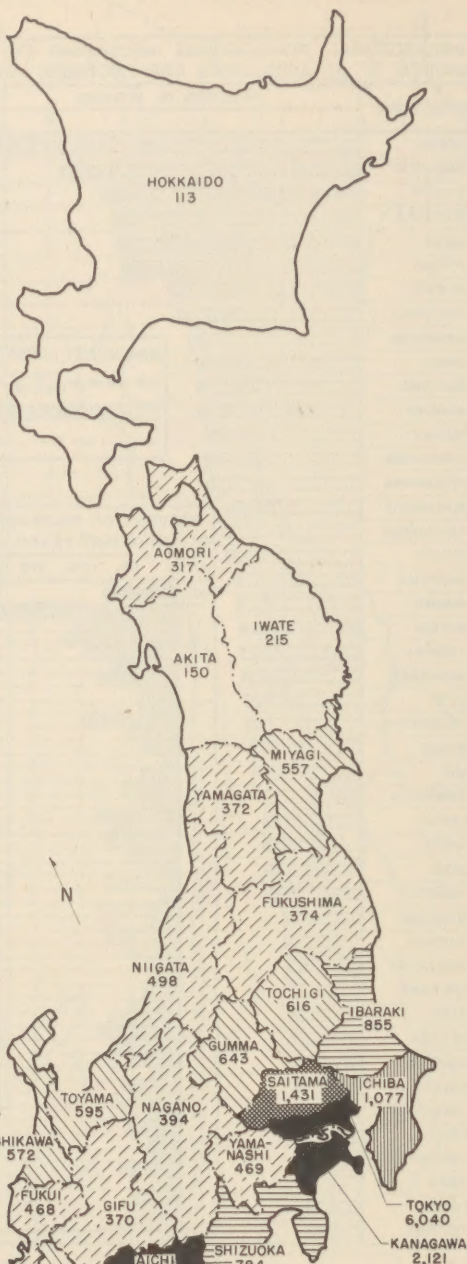 HOKKAIDO
113
AOMORI
317
IWATE
215
AKITA
150
MIYAGI
557
YAMAGATA
372
N
FUKUSHIMA
374
NIIGATA
498
TOCHIGI
616
IBARAKI
855
GUMMA
643
SAITAMA
1,431
CHIBA
1,077
TOYAMA
595
NAGANO
394
SHIKAWA
572
YAMA-
NASHI
469
FUKUI
468
GIFU
370
TOKYO
6,040
KANAGAWA
2,121
AICHI
SHIZUOKA